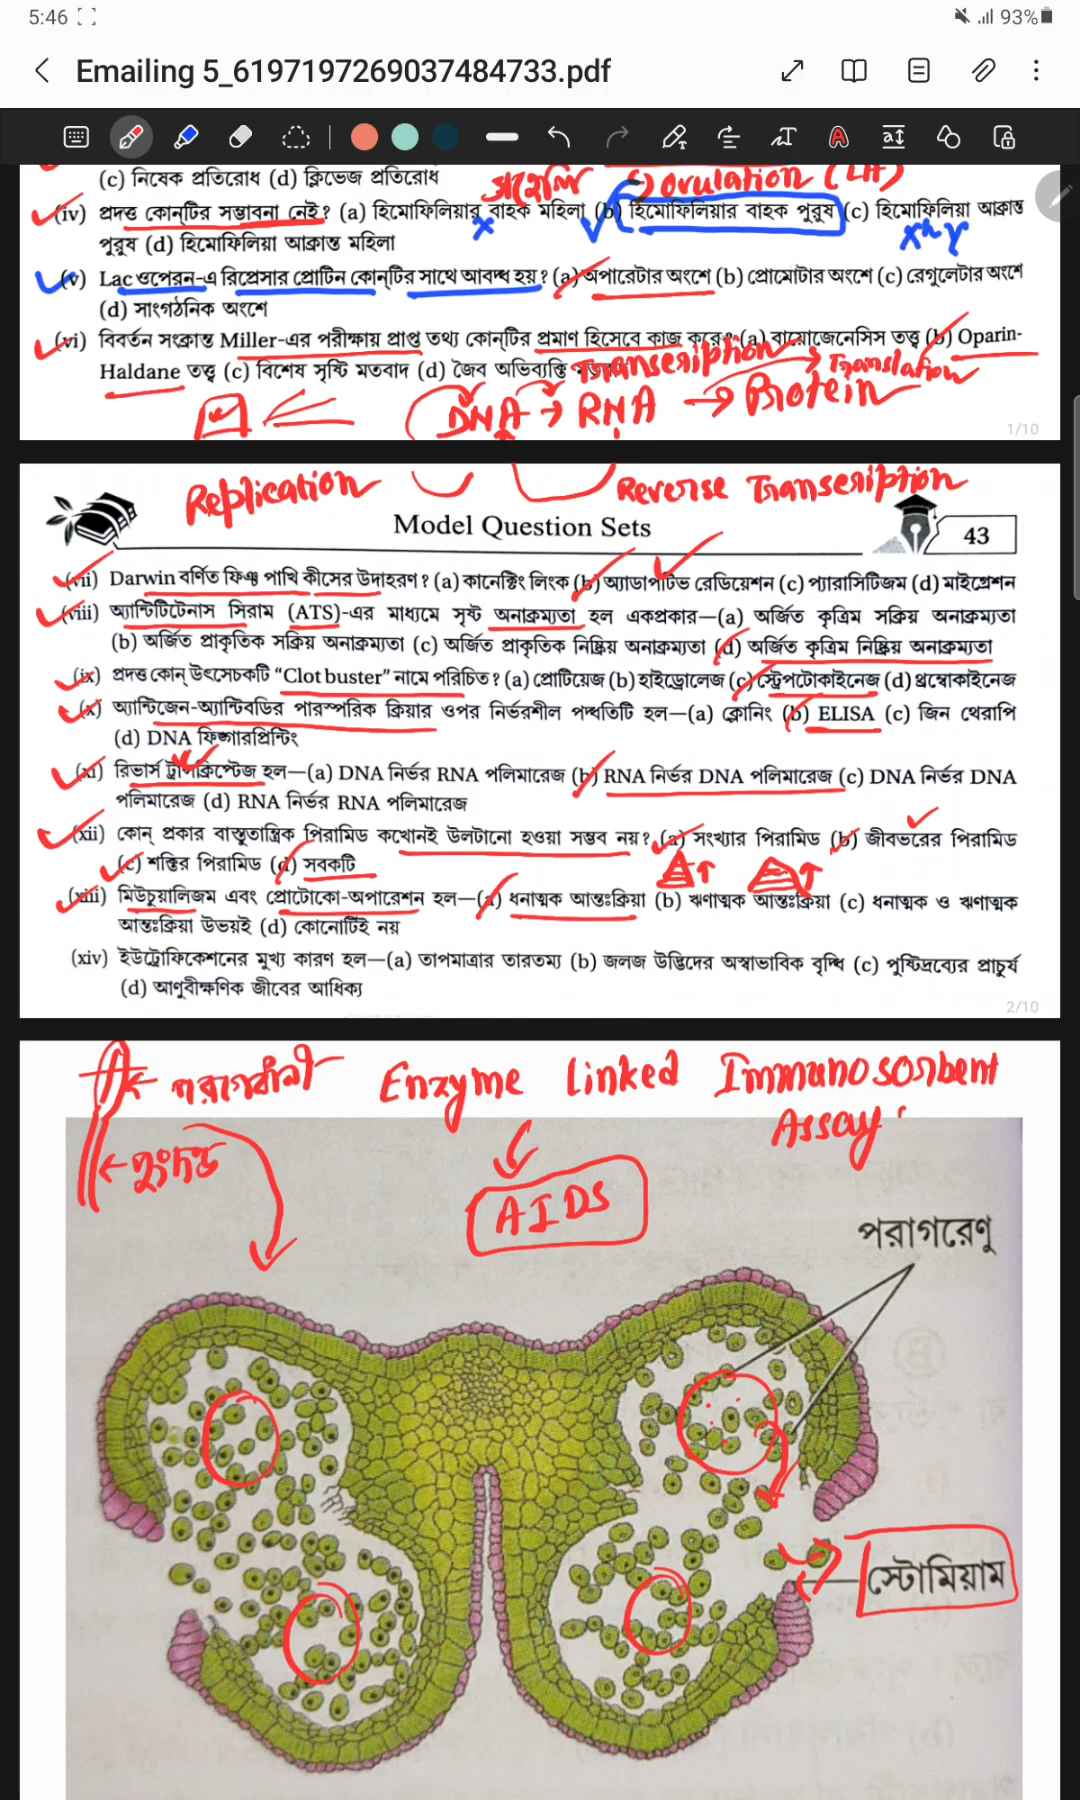 5:46
93%
Emailing 5_6197197269037484733.pdf
(c) নিষেক প্রতিরোধ (d) ক্লিভেজ প্রতিরোধ
ovulation (LH)
(iv) প্রদত্ত কোন্‌টির সম্ভাবনা নেই? (a) হিমোফিলিয়ার বাহক মহিলা (b) হিমোফিলিয়ার বাহক পুরুষ (c) হিমোফিলিয়া আক্রান্ত
পুরুষ (d) হিমোফিলিয়া আক্রান্ত মহিলা
(v) Lac ওপেরন-এ রিপ্রেসার প্রোটিন কোন্‌টির সাথে আবদ্ধ হয়? (a) অপারেটার অংশে (b) প্রোমোটার অংশে (c) রেগুলেটার অংশে
(d) সাংগঠনিক অংশে
(vi) বিবর্তন সংক্রান্ত Miller-এর পরীক্ষায় প্রাপ্ত তথ্য কোন্‌টির প্রমাণ হিসেবে কাজ করে? (a) বায়োজেনেসিস তত্ত্ব (b) Oparin-
Haldane তত্ত্ব (c) বিশেষ সৃষ্টি মতবাদ (d) জৈব অভিব্যক্তি
Transcription Translation
DNA → RNA → Protein
1/10
Replication Reverse Transcription
Model Question Sets
43
(vii) Darwin বর্ণিত ফিঞ্চ পাখি কীসের উদাহরণ? (a) কানেক্টিং লিংক (b) অ্যাডাপটিভ রেডিয়েশন (c) প্যারাসিটিজম (d) মাইগ্রেশন
(viii) অ্যান্টিটিটেনাস সিরাম (ATS)-এর মাধ্যমে সৃষ্ট অনাক্রম্যতা হল একপ্রকার—(a) অর্জিত কৃত্রিম সক্রিয় অনাক্রম্যতা
(b) অর্জিত প্রাকৃতিক সক্রিয় অনাক্রম্যতা (c) অর্জিত প্রাকৃতিক নিষ্ক্রিয় অনাক্রম্যতা (d) অর্জিত কৃত্রিম নিষ্ক্রিয় অনাক্রম্যতা
(ix) প্রদত্ত কোন্ উৎসেচকটি “Clot buster” নামে পরিচিত? (a) প্রোটিয়েজ (b) হাইড্রোলেজ (c) স্ট্রেপটোকাইনেজ (d) থ্রম্বোকাইনেজ
(x) অ্যান্টিজেন-অ্যান্টিবডির পারস্পরিক ক্রিয়ার ওপর নির্ভরশীল পদ্ধতিটি হল—(a) ক্লোনিং (b) ELISA (c) জিন থেরাপি
(d) DNA ফিঙ্গারপ্রিন্টিং
(xi) রিভার্স ট্রান্সক্রিপ্টেজ হল—(a) DNA নির্ভর RNA পলিমারেজ (b) RNA নির্ভর DNA পলিমারেজ (c) DNA নির্ভর DNA
পলিমারেজ (d) RNA নির্ভর RNA পলিমারেজ
(xii) কোন্ প্রকার বাস্তুতান্ত্রিক পিরামিড কখোনই উলটানো হওয়া সম্ভব নয়? (a) সংখ্যার পিরামিড (b) জীবভরের পিরামিড
(c) শক্তির পিরামিড (d) সবকটি
(xiii) মিউচুয়ালিজম এবং প্রোটোকো-অপারেশন হল—(a) ধনাত্মক আন্তঃক্রিয়া (b) ঋণাত্মক আন্তঃক্রিয়া (c) ধনাত্মক ও ঋণাত্মক
আন্তঃক্রিয়া উভয়ই (d) কোনোটিই নয়
(xiv) ইউট্রোফিকেশনের মুখ্য কারণ হল—(a) তাপমাত্রার তারতম্য (b) জলজ উদ্ভিদের অস্বাভাবিক বৃদ্ধি (c) পুষ্টিদ্রব্যের প্রাচুর্য
(d) আণুবীক্ষণিক জীবের আধিক্য
2/10
পরাগধানী Enzyme Linked Immunosorbent
Assay
পুংদণ্ড
AIDS
পরাগরেণু
স্টোমিয়াম